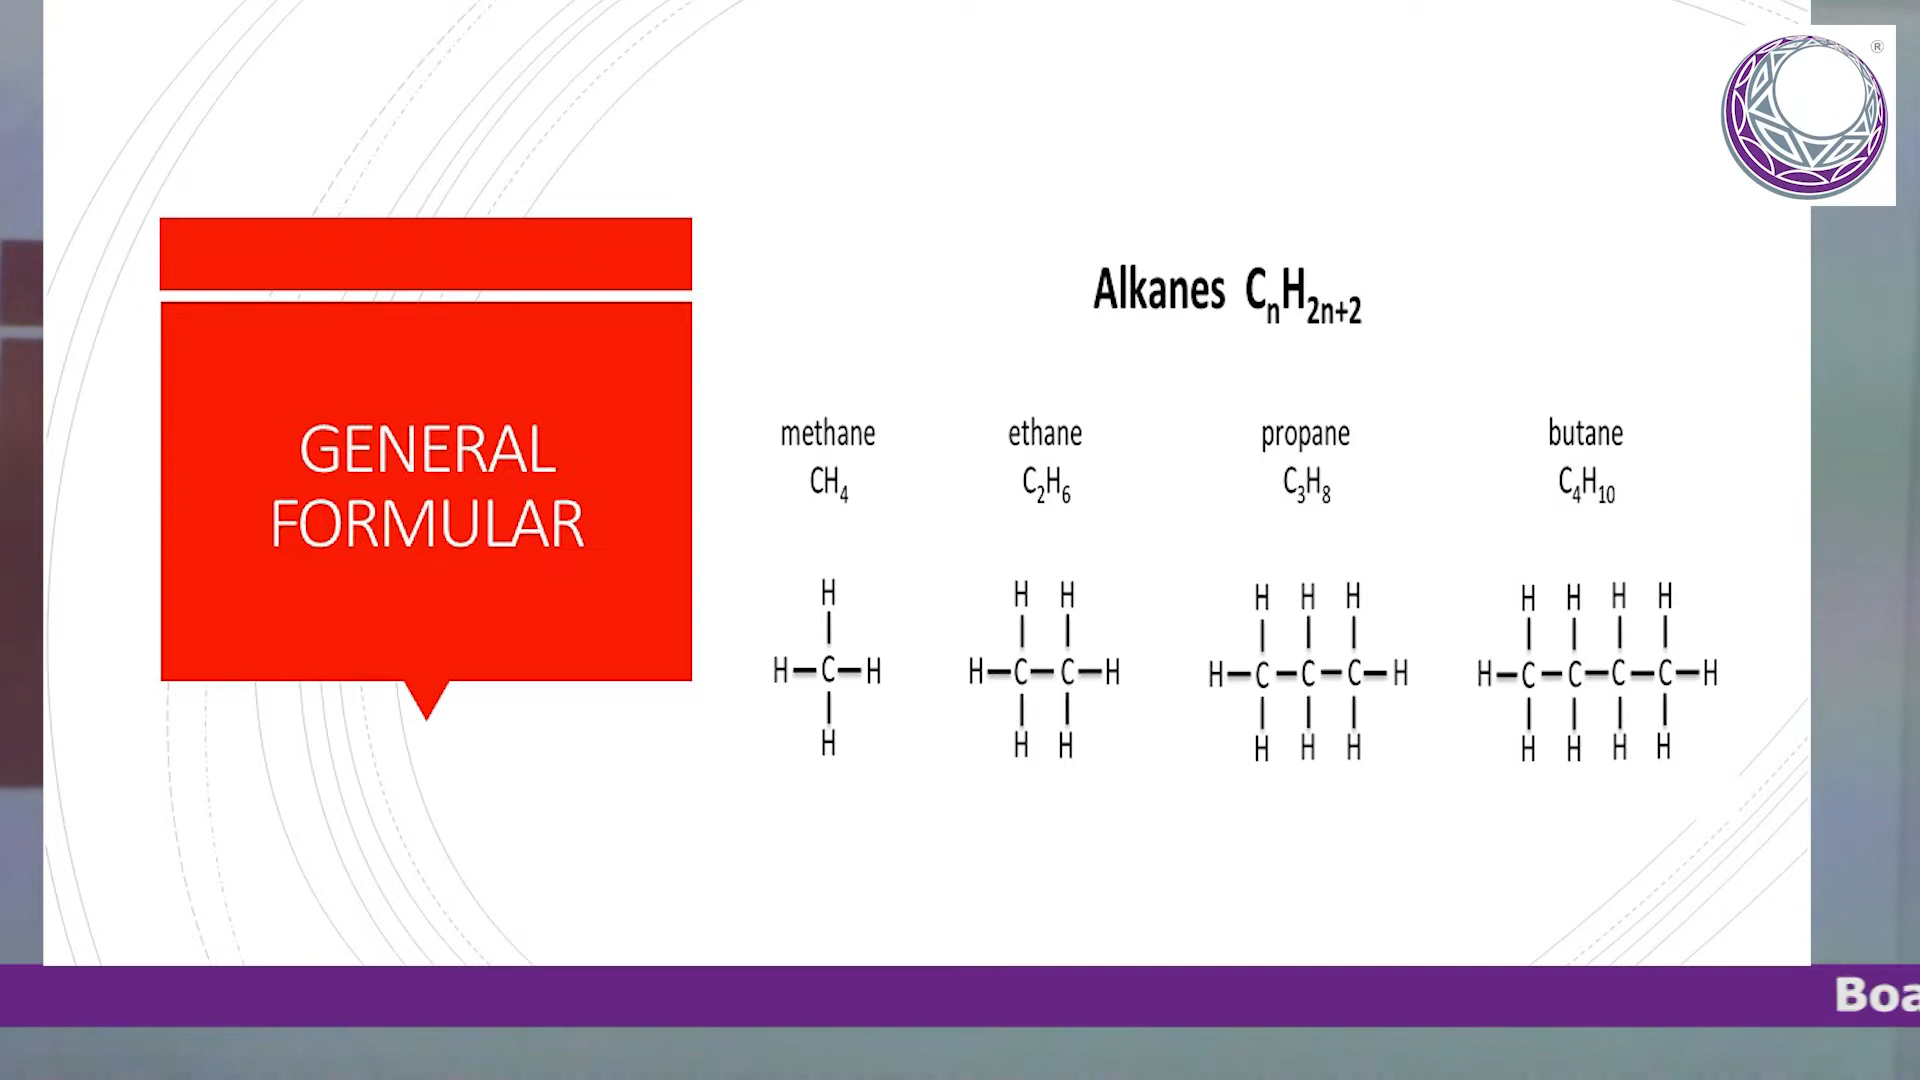 ®
GENERAL
FORMULAR
Alkanes CₙH₂ₙ₊₂
methane ethane propane butane
CH₄ C₂H₆ C₃H₈ C₄H₁₀
H H H H H H H H H H
H—C—H H—C—C—H H—C—C—C—H H—C—C—C—C—H
H H H H H H H H H H
Boa